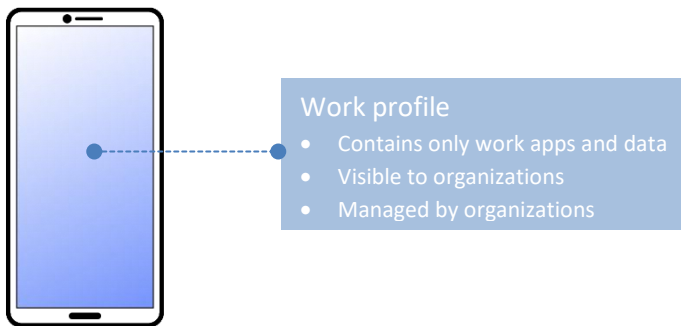 Work profile
• Contains only work apps and data
• Visible to organizations
• Managed by organizations